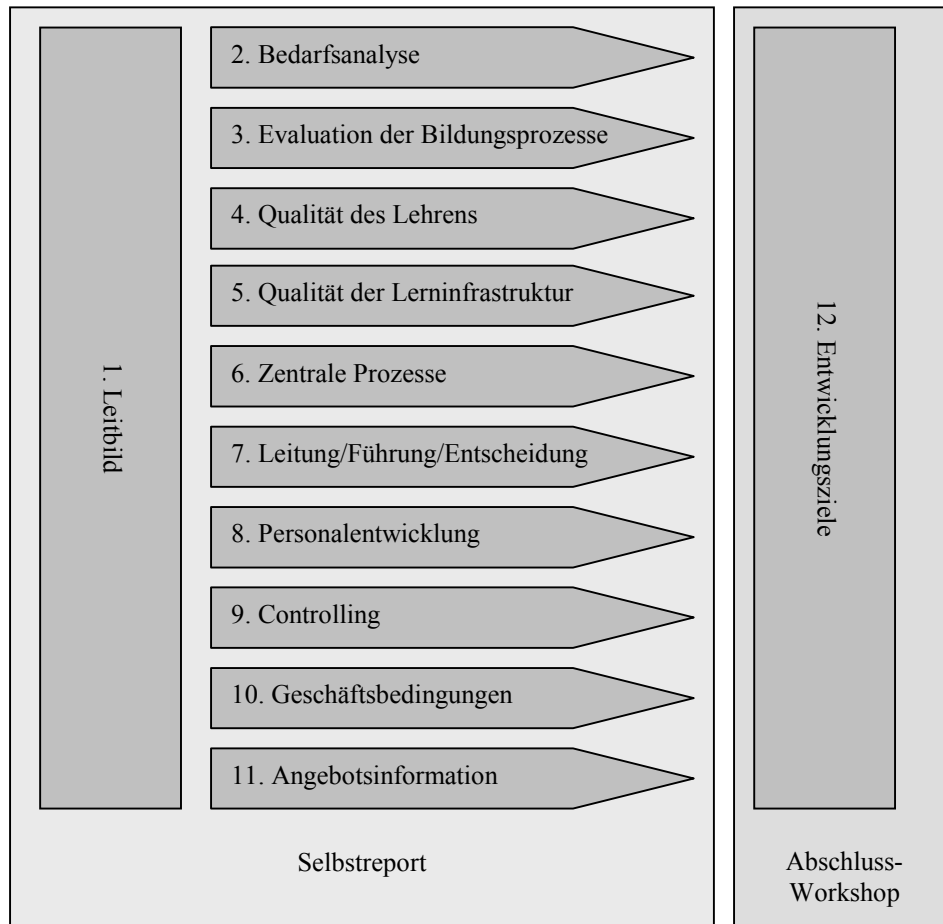 1. Leitbild
2. Bedarfsanalyse
3. Evaluation der Bildungsprozesse
4. Qualität des Lehrens
5. Qualität der Lerninfrastruktur
6. Zentrale Prozesse
7. Leitung/Führung/Entscheidung
8. Personalentwicklung
9. Controlling
10. Geschäftsbedingungen
11. Angebotsinformation
Selbstreport
12. Entwicklungsziele
Abschluss-
Workshop